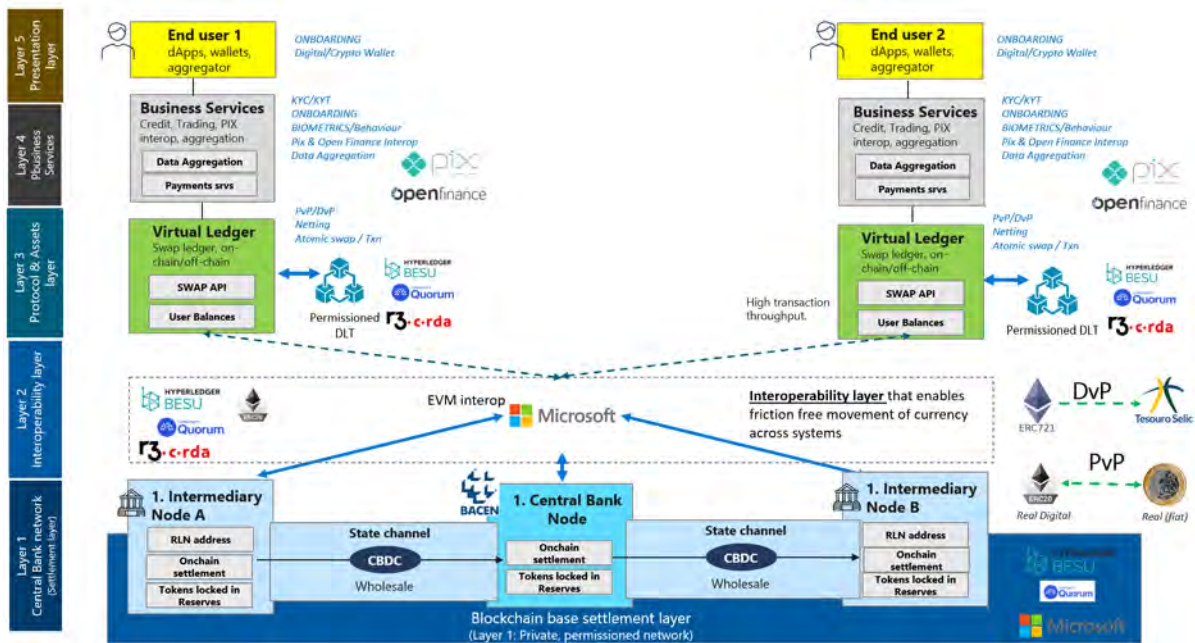 Layer 5
Presentation
layer
End user 1
dApps, wallets,
aggregator
ONBOARDING
Digital/Crypto Wallet
End user 2
dApps, wallets,
aggregator
ONBOARDING
Digital/Crypto Wallet
Layer 4
Pbusiness
Services
Business Services
Credit, Trading, PIX
interop, aggregation
Data Aggregation
Payments srvs
KYC/KYT
ONBOARDING
BIOMETRICS/Behaviour
Pix & Open Finance Interop
Data Aggregation
pix
openfinance
Business Services
Credit, Trading, PIX
interop, aggregation
Data Aggregation
Payments srvs
KYC/KYT
ONBOARDING
BIOMETRICS/Behaviour
Pix & Open Finance Interop
Data Aggregation
pix
openfinance
Layer 3
Protocol & Assets
layer
Virtual Ledger
Swap ledger, on-
chain/off-chain
SWAP API
User Balances
PvP/DvP
Netting
Atomic swap / Txn
Permissioned
DLT
HYPERLEDGER
BESU
Quorum
r3.c·rda
High transaction
throughput.
Virtual Ledger
Swap ledger, on-
chain/off-chain
SWAP API
User Balances
PvP/DvP
Netting
Atomic swap / Txn
Permissioned DLT
HYPERLEDGER
BESU
Quorum
r3.c·rda
Layer 2
Interoperability layer
HYPERLEDGER
BESU
Quorum
r3.c·rda
EVM interop
Microsoft
Interoperability layer that enables
friction free movement of currency
across systems
ERC721
DvP
Tesouro Selic
ERC20
PvP
Real Digital
Real (fiat)
Layer 1
Central Bank network
(Settlement layer)
1. Intermediary
Node A
RLN address
Onchain
settlement
Tokens locked in
Reserves
State channel
CBDC
Wholesale
BACEN
1. Central Bank
Node
Onchain
settlement
Tokens locked in
Reserves
State channel
CBDC
Wholesale
1. Intermediary
Node B
RLN address
Onchain
settlement
Tokens locked in
Reserves
HYPERLEDGER
BESU
Quorum
Microsoft
Blockchain base settlement layer
(Layer 1: Private, permissioned network)